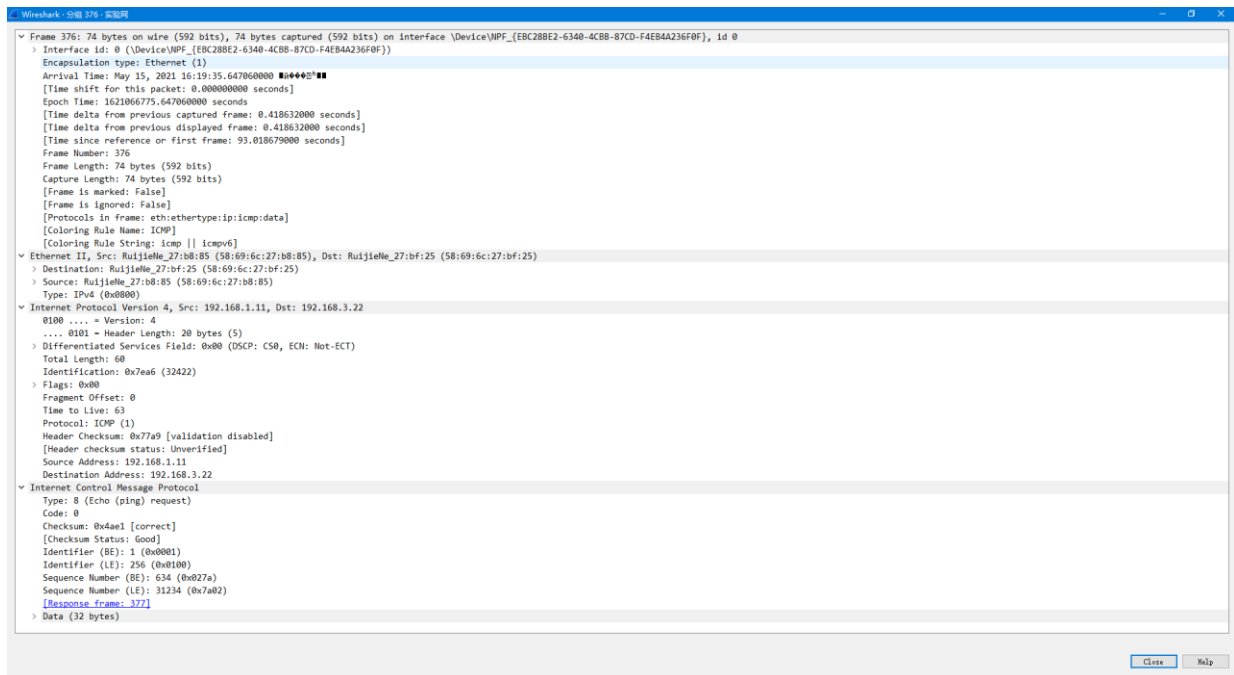 Wireshark · 分组 376 · 实验网
Frame 376: 74 bytes on wire (592 bits), 74 bytes captured (592 bits) on interface \Device\NPF_{EBC28BE2-6340-4CBB-87CD-F4EB4A236F0F}, id 0
Interface id: 0 (\Device\NPF_{EBC28BE2-6340-4CBB-87CD-F4EB4A236F0F})
Encapsulation type: Ethernet (1)
Arrival Time: May 15, 2021 16:19:35.647060000
[Time shift for this packet: 0.000000000 seconds]
Epoch Time: 1621066775.647060000 seconds
[Time delta from previous captured frame: 0.418632000 seconds]
[Time delta from previous displayed frame: 0.418632000 seconds]
[Time since reference or first frame: 93.018679000 seconds]
Frame Number: 376
Frame Length: 74 bytes (592 bits)
Capture Length: 74 bytes (592 bits)
[Frame is marked: False]
[Frame is ignored: False]
[Protocols in frame: eth:ethertype:ip:icmp:data]
[Coloring Rule Name: ICMP]
[Coloring Rule String: icmp || icmpv6]
Ethernet II, Src: RuijieNe_27:b8:85 (58:69:6c:27:b8:85), Dst: RuijieNe_27:bf:25 (58:69:6c:27:bf:25)
Destination: RuijieNe_27:bf:25 (58:69:6c:27:bf:25)
Source: RuijieNe_27:b8:85 (58:69:6c:27:b8:85)
Type: IPv4 (0x0800)
Internet Protocol Version 4, Src: 192.168.1.11, Dst: 192.168.3.22
0100 .... = Version: 4
.... 0101 = Header Length: 20 bytes (5)
Differentiated Services Field: 0x00 (DSCP: CS0, ECN: Not-ECT)
Total Length: 60
Identification: 0x7ea6 (32422)
Flags: 0x00
Fragment Offset: 0
Time to Live: 63
Protocol: ICMP (1)
Header Checksum: 0x77a9 [validation disabled]
[Header checksum status: Unverified]
Source Address: 192.168.1.11
Destination Address: 192.168.3.22
Internet Control Message Protocol
Type: 8 (Echo (ping) request)
Code: 0
Checksum: 0x4ae1 [correct]
[Checksum Status: Good]
Identifier (BE): 1 (0x0001)
Identifier (LE): 256 (0x0100)
Sequence Number (BE): 634 (0x027a)
Sequence Number (LE): 31234 (0x7a02)
[Response frame: 377]
Data (32 bytes)
Close Help